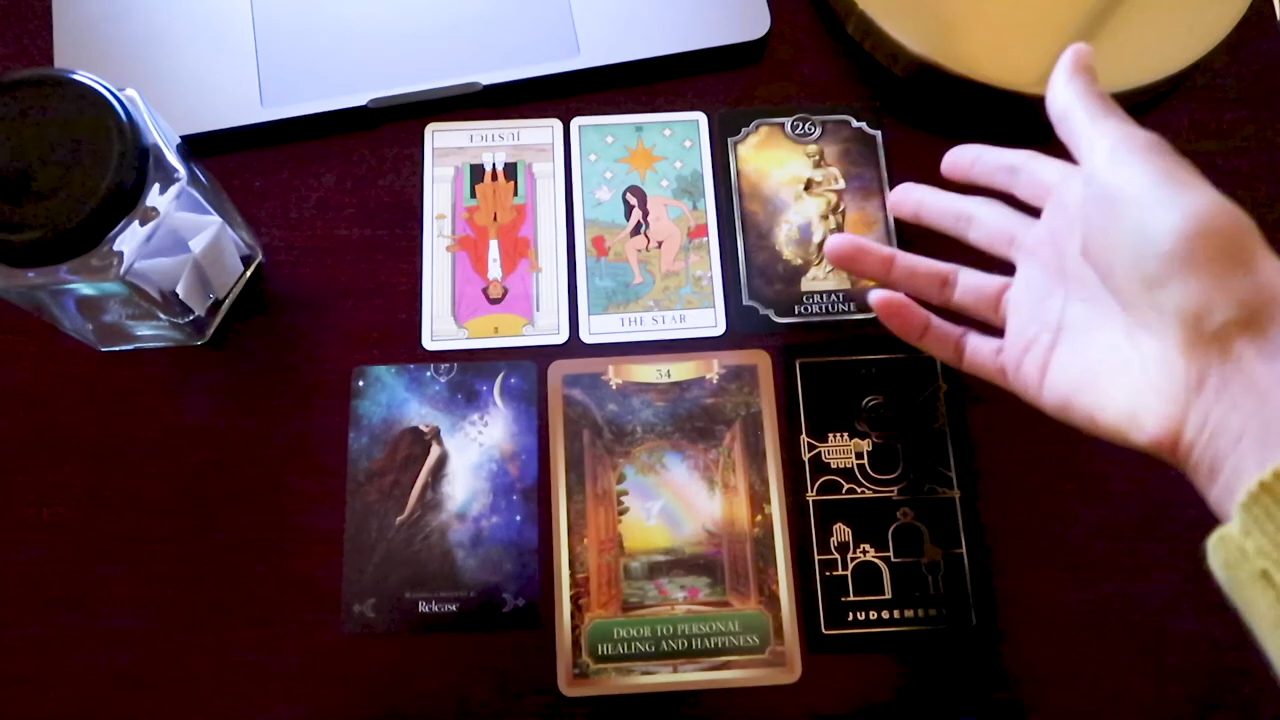 JUSTICE
THE STAR
26
GREAT
FORTUNE
Release
34
DOOR TO PERSONAL
HEALING AND HAPPINESS
JUDGEMENT